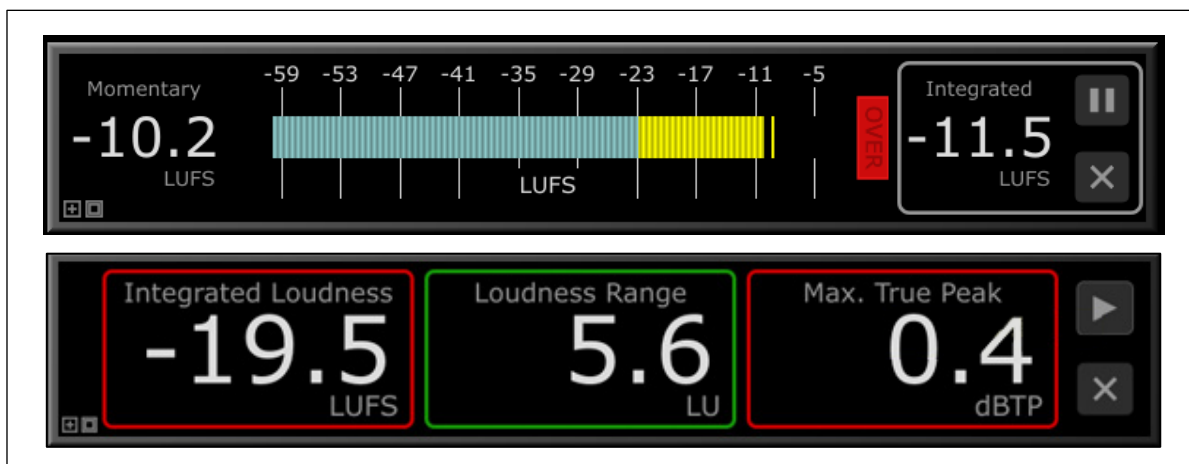 Momentary
-10.2
LUFS
-59 -53 -47 -41 -35 -29 -23 -17 -11 -5
LUFS
OVER
Integrated
-11.5
LUFS
Integrated Loudness
-19.5
LUFS
Loudness Range
5.6
LU
Max. True Peak
0.4
dBTP